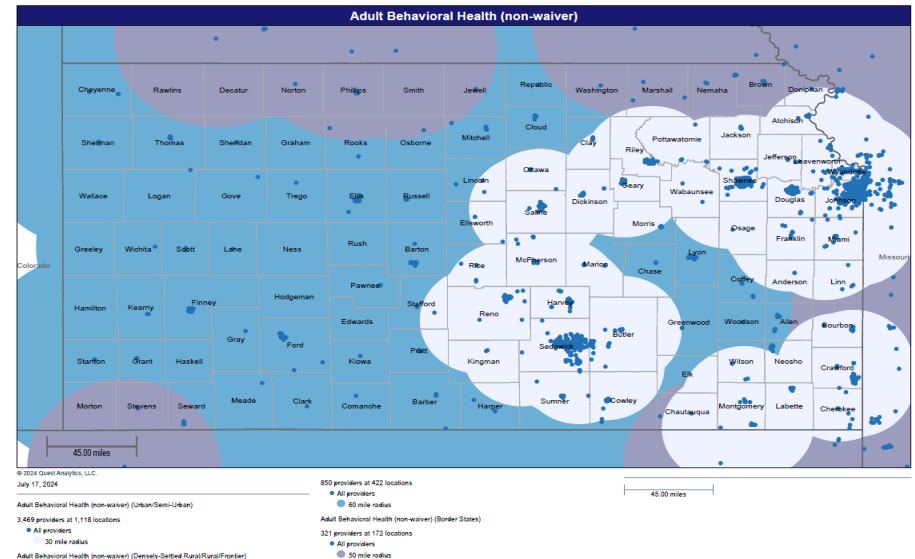 Adult Behavioral Health (non-waiver)
Cheyenne Rawlins Decatur Norton Phillips Smith Jewell Republic Washington Marshall Nemaha Brown Doniphan
Sherman Thomas Sheridan Graham Rooks Osborne Mitchell Cloud Clay Riley Pottawatomie Jackson Atchison
Jefferson Leavenworth
Wallace Logan Gove Trego Ellis Russell Lincoln Ottawa Dickinson Geary Wabaunsee Shawnee Douglas Wyandotte Johnson
Ellsworth Saline Morris Osage Franklin Miami
Greeley Wichita Scott Lane Ness Rush Barton Rice McPherson Marion Chase Lyon Coffey Anderson Linn
Colorado Missouri
Hamilton Kearny Finney Hodgeman Pawnee Edwards Stafford Reno Harvey Butler Greenwood Woodson Allen Bourbon
Gray Ford
Stanton Grant Haskell Kiowa Pratt Kingman Sedgwick Elk Wilson Neosho Crawford
Morton Stevens Seward Meade Clark Comanche Barber Harper Sumner Cowley Chautauqua Montgomery Labette Cherokee
45.00 miles
© 2024 Quest Analytics, LLC.
July 17, 2024
Adult Behavioral Health (non-waiver) (Urban/Semi-Urban)
3,469 providers at 1,118 locations
All providers
30 mile radius
Adult Behavioral Health (non-waiver) (Densely-Settled Rural/Rural/Frontier)
850 providers at 422 locations
All providers
60 mile radius
Adult Behavioral Health (non-waiver) (Border States)
321 providers at 172 locations
All providers
50 mile radius
45.00 miles